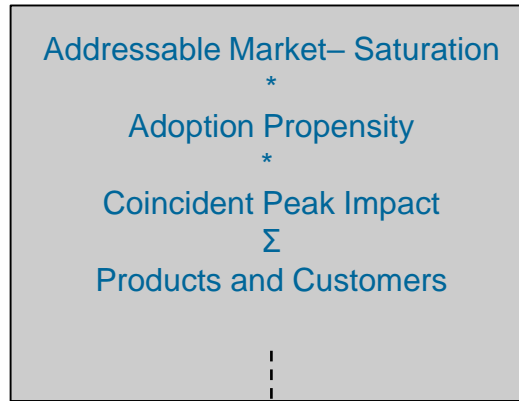 Addressable Market– Saturation
*
Adoption Propensity
*
Coincident Peak Impact
Σ
Products and Customers